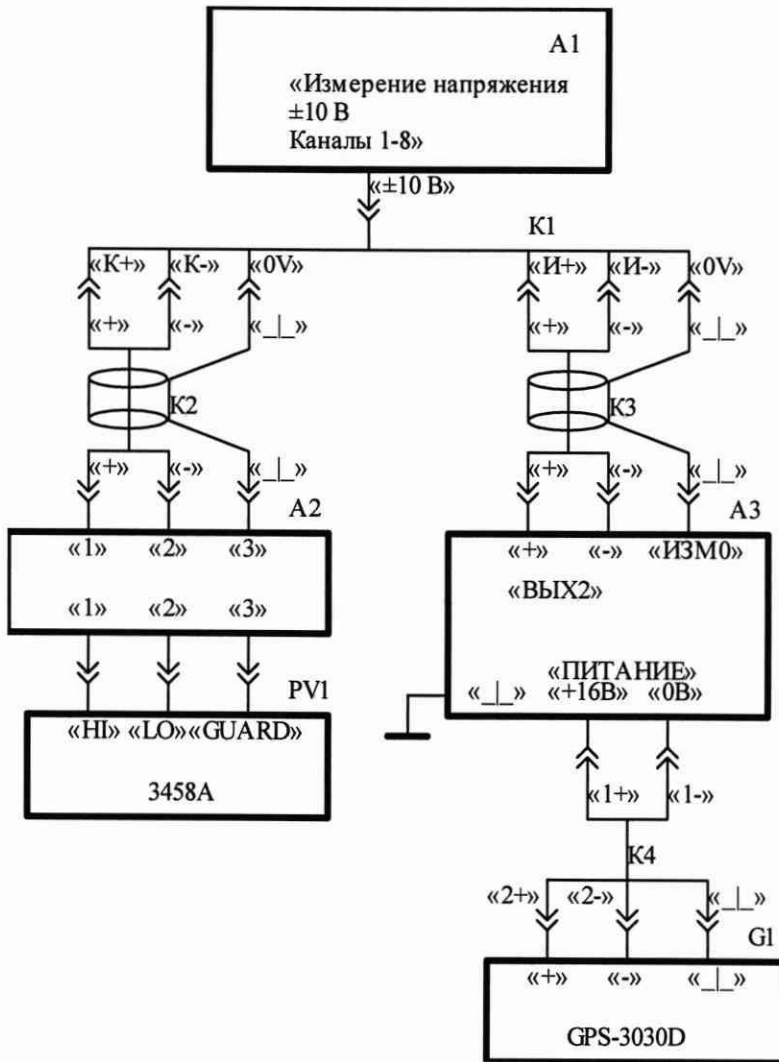 А1
«Измерение напряжения
±10 В
Каналы 1-8»
«±10 В»
К1
«К+» «К-» «0V» «И+» «И-» «0V»
«+» «-» «_|_» «+» «-» «_|_»
К2 К3
«+» «-» «_|_» «+» «-» «_|_»
А2 А3
«1» «2» «3» «+» «-» «ИЗМ0»
«ВЫХ2»
«1» «2» «3»
«ПИТАНИЕ»
PV1 «_|_» «+16В» «0В»
«HI» «LO» «GUARD»
3458А
«1+» «1-»
К4
«2+» «2-» «_|_»
G1
«+» «-» «_|_»
GPS-3030D